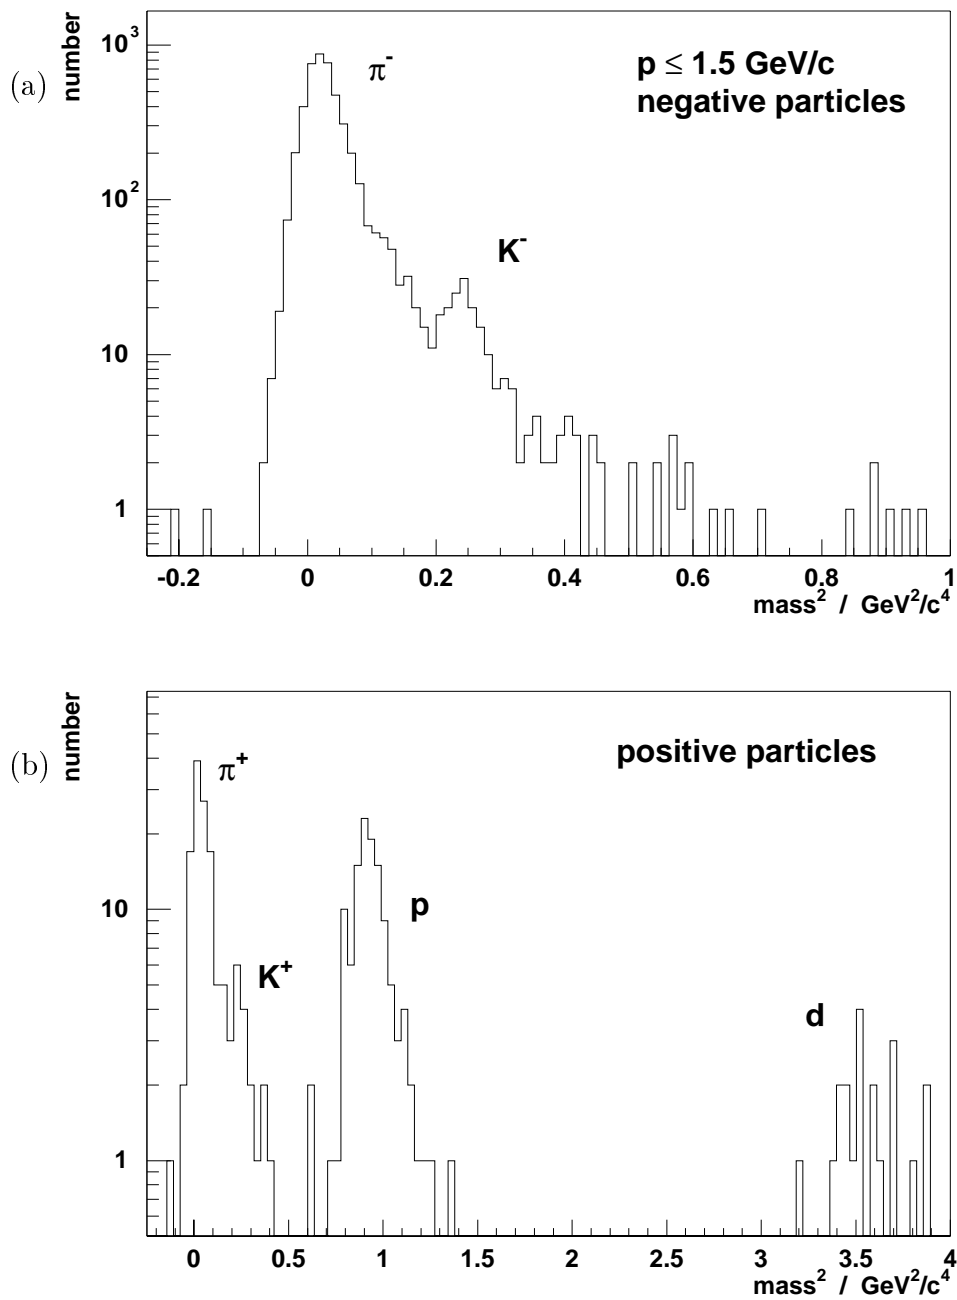 (a)
number
10³
10²
10
1
π⁻
K⁻
p ≤ 1.5 GeV/c
negative particles
-0.2 0 0.2 0.4 0.6 0.8 1
mass² / GeV²/c⁴
(b)
number
10
1
π⁺
K⁺
p
d
positive particles
0 0.5 1 1.5 2 2.5 3 3.5 4
mass² / GeV²/c⁴